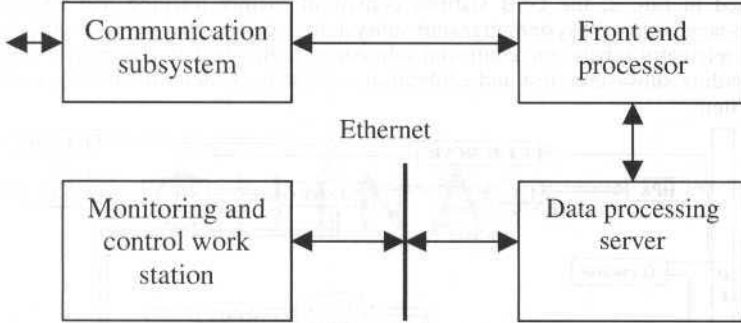 Communication
subsystem
Front end
processor
Ethernet
Monitoring and
control work
station
Data processing
server